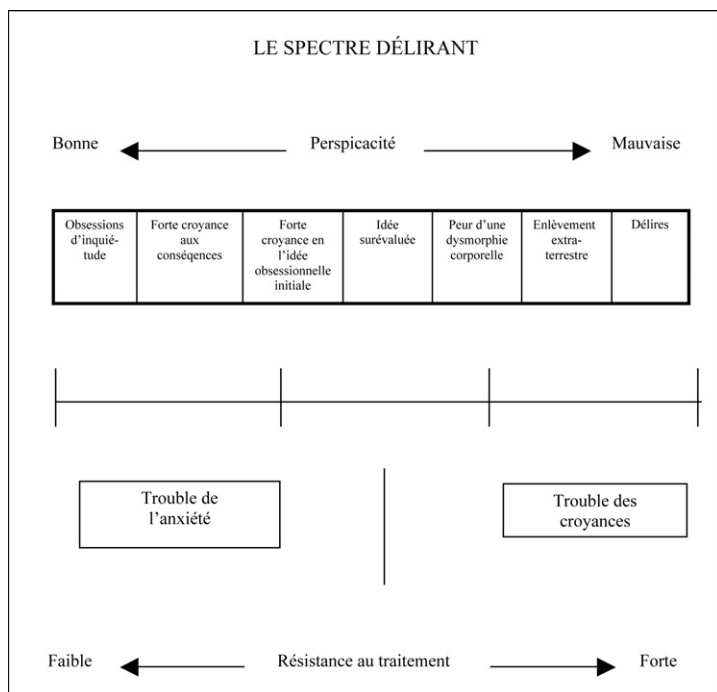 LE SPECTRE DÉLIRANT
Bonne Perspicacité Mauvaise
Obsessions
d'inquié-
tude
Forte croyance
aux
conséqences
Forte
croyance en
l'idée
obsessionnelle
initiale
Idée
surévaluée
Peur d'une
dysmorphie
corporelle
Enlèvement
extra-
terrestre
Délires
Trouble de
l'anxiété
Trouble des
croyances
Faible Résistance au traitement Forte